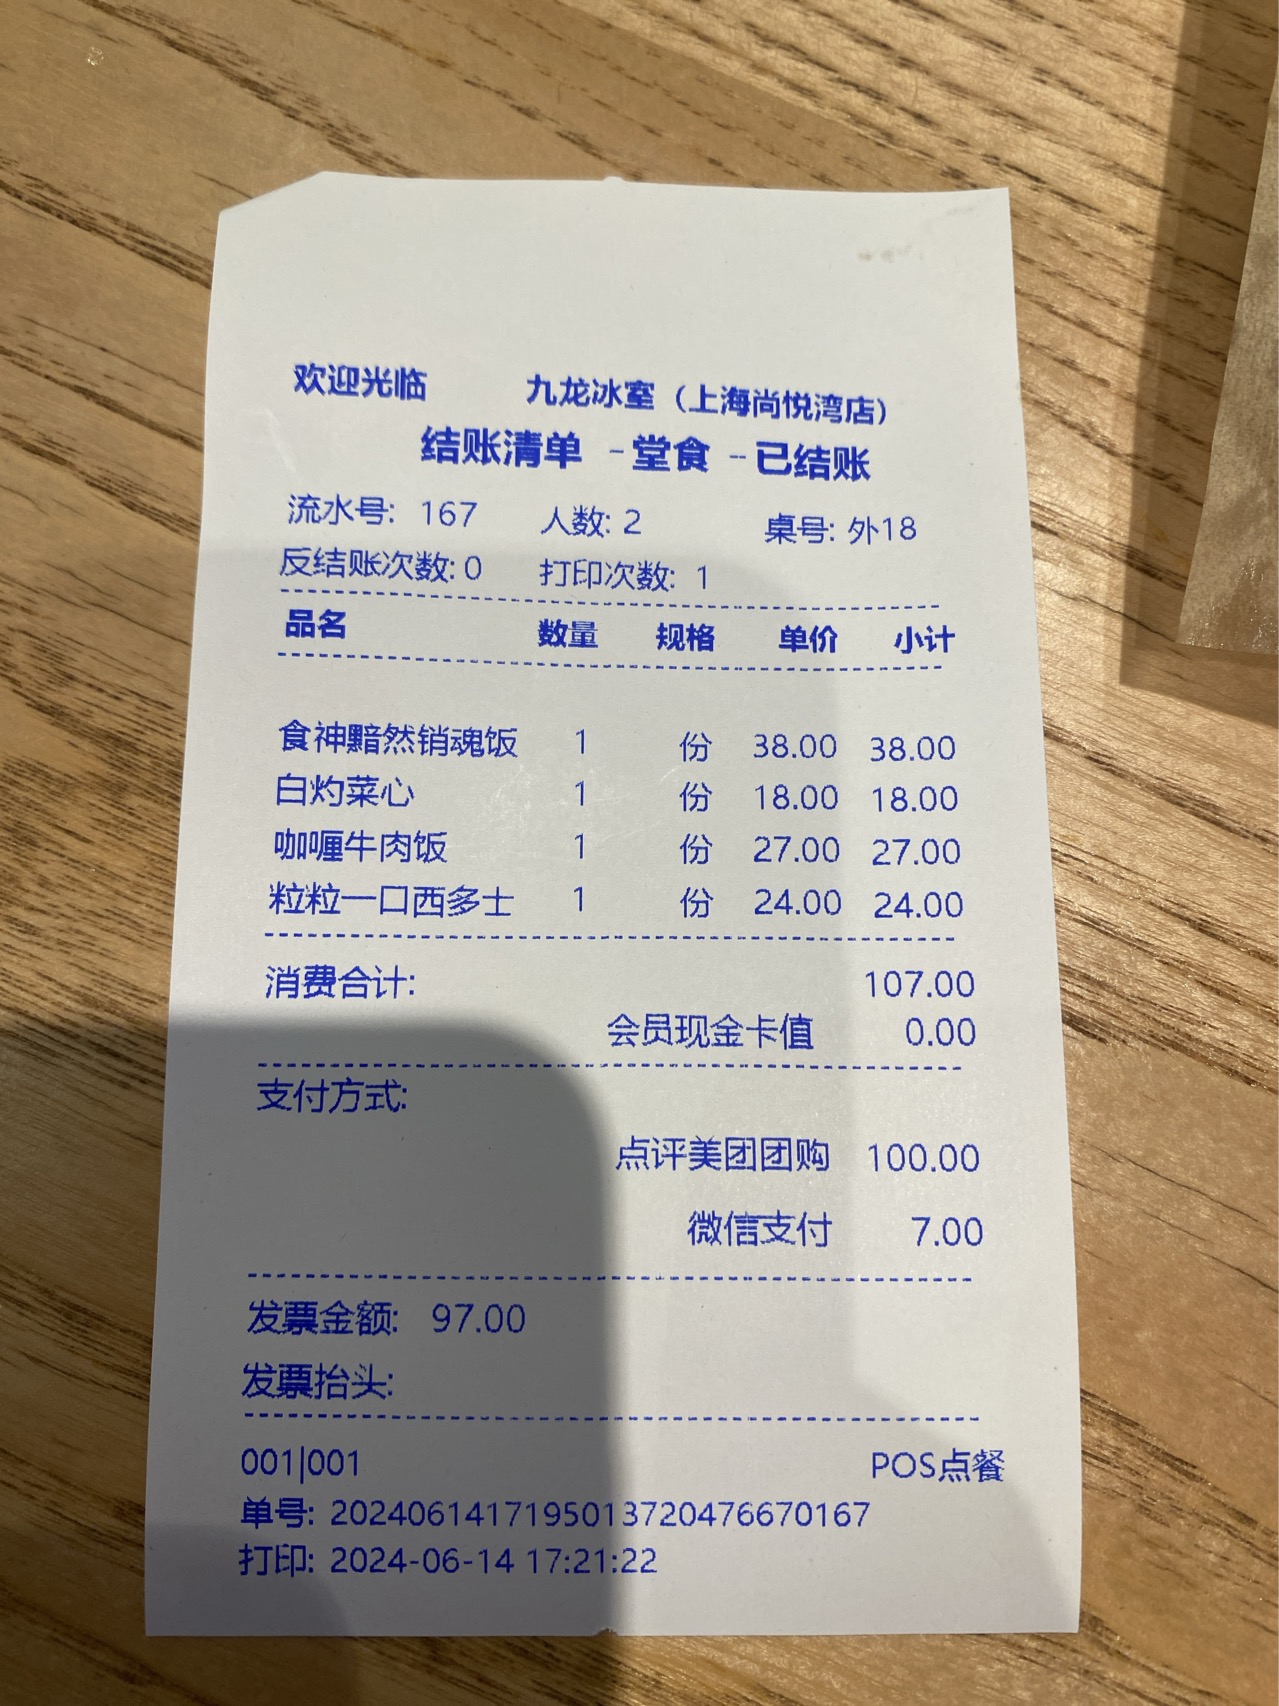 欢迎光临 九龙冰室（上海尚悦湾店）
结账清单 -堂食 --已结账
流水号: 167 人数: 2 桌号: 外18
反结账次数: 0 打印次数: 1
品名 数量 规格 单价 小计
食神黯然销魂饭 1 份 38.00 38.00
白灼菜心 1 份 18.00 18.00
咖喱牛肉饭 1 份 27.00 27.00
粒粒一口西多士 1 份 24.00 24.00
消费合计: 107.00
会员现金卡值 0.00
支付方式:
点评美团团购 100.00
微信支付 7.00
发票金额: 97.00
发票抬头:
001|001 POS点餐
单号: 20240614171950137204766​70167
打印: 2024-06-14 17:21:22